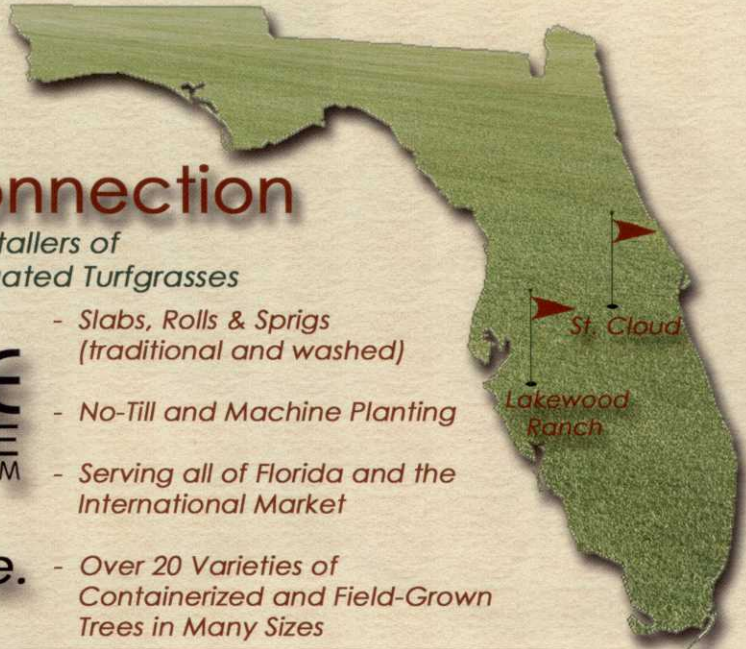 onnection
tallers of
ated Turfgrasses
- Slabs, Rolls & Sprigs
(traditional and washed)
- No-Till and Machine Planting
- Serving all of Florida and the
International Market
- Over 20 Varieties of
Containerized and Field-Grown
Trees in Many Sizes
e.
St. Cloud
Lakewood
Ranch